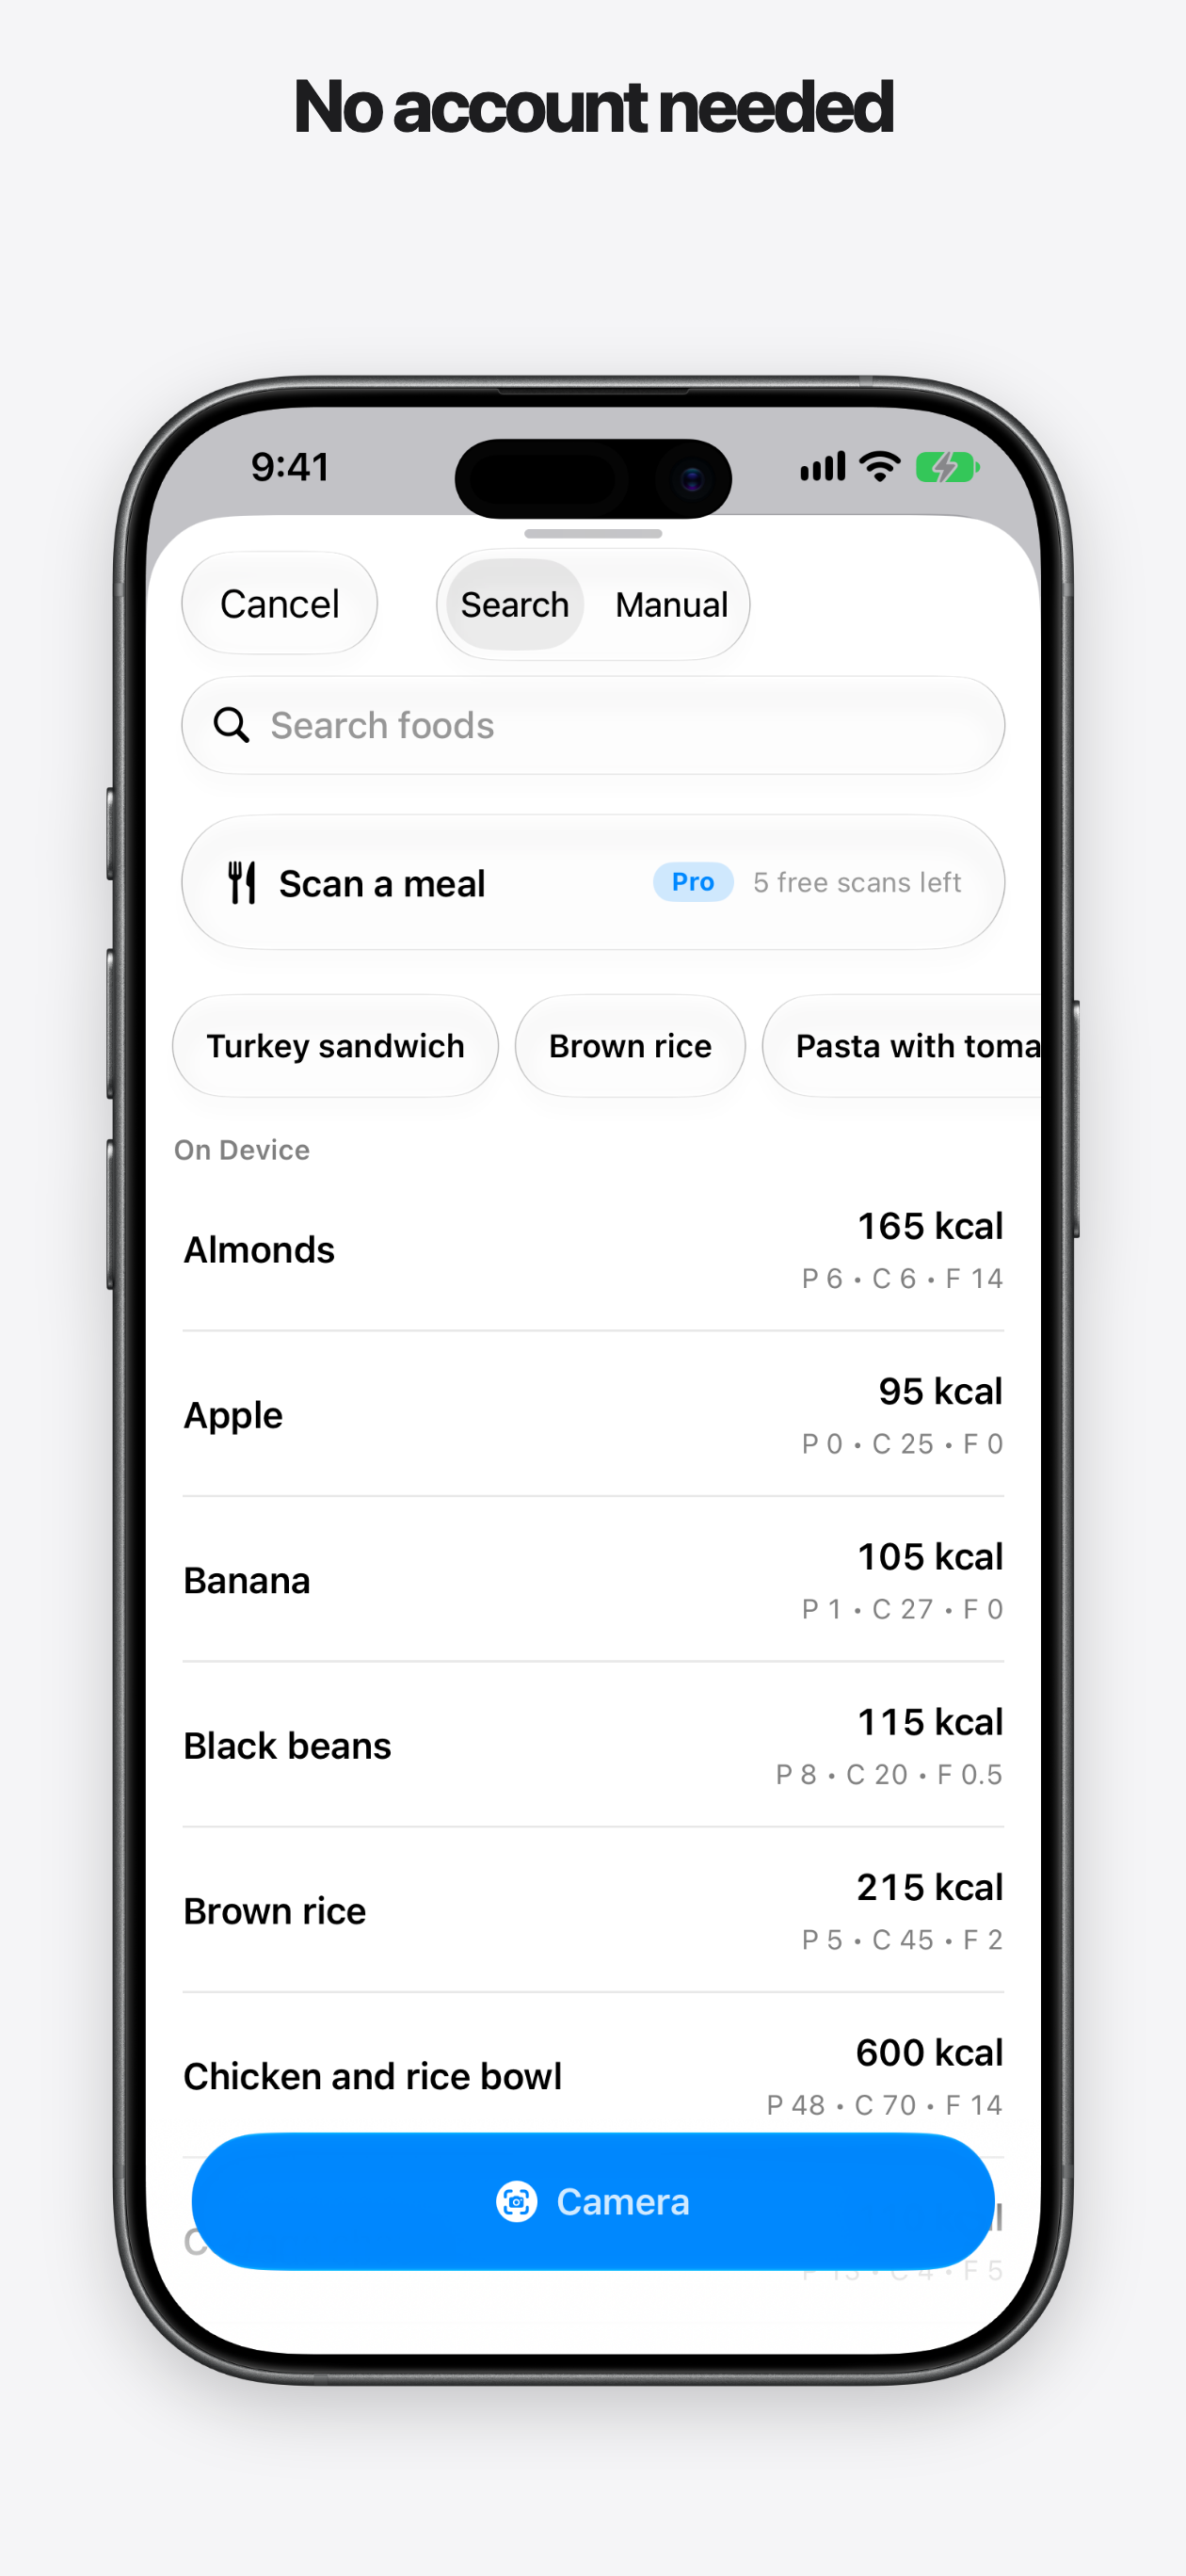 No account needed
9:41
Cancel
Search
Manual
Search foods
Scan a meal
Pro
5 free scans left
Turkey sandwich
Brown rice
Pasta with toma
On Device
Almonds
165 kcal
P 6 • C 6 • F 14
Apple
95 kcal
P 0 • C 25 • F 0
Banana
105 kcal
P 1 • C 27 • F 0
Black beans
115 kcal
P 8 • C 20 • F 0.5
Brown rice
215 kcal
P 5 • C 45 • F 2
Chicken and rice bowl
600 kcal
P 48 • C 70 • F 14
Camera
F 5